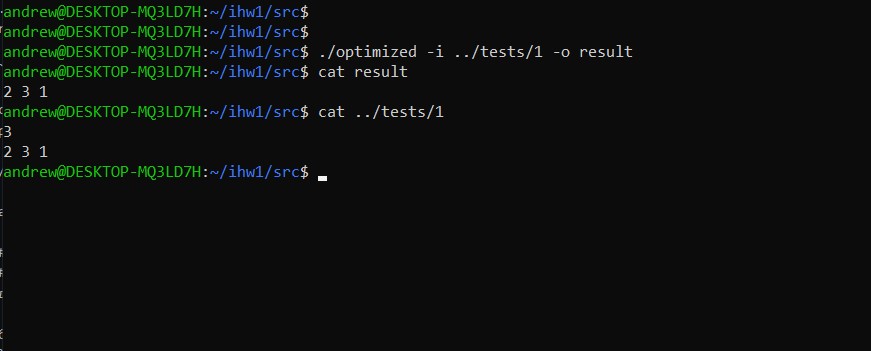 andrew@DESKTOP-MQ3LD7H:~/ihw1/src$
andrew@DESKTOP-MQ3LD7H:~/ihw1/src$
andrew@DESKTOP-MQ3LD7H:~/ihw1/src$ ./optimized -i ../tests/1 -o result
andrew@DESKTOP-MQ3LD7H:~/ihw1/src$ cat result
2 3 1
andrew@DESKTOP-MQ3LD7H:~/ihw1/src$ cat ../tests/1
3
2 3 1
andrew@DESKTOP-MQ3LD7H:~/ihw1/src$